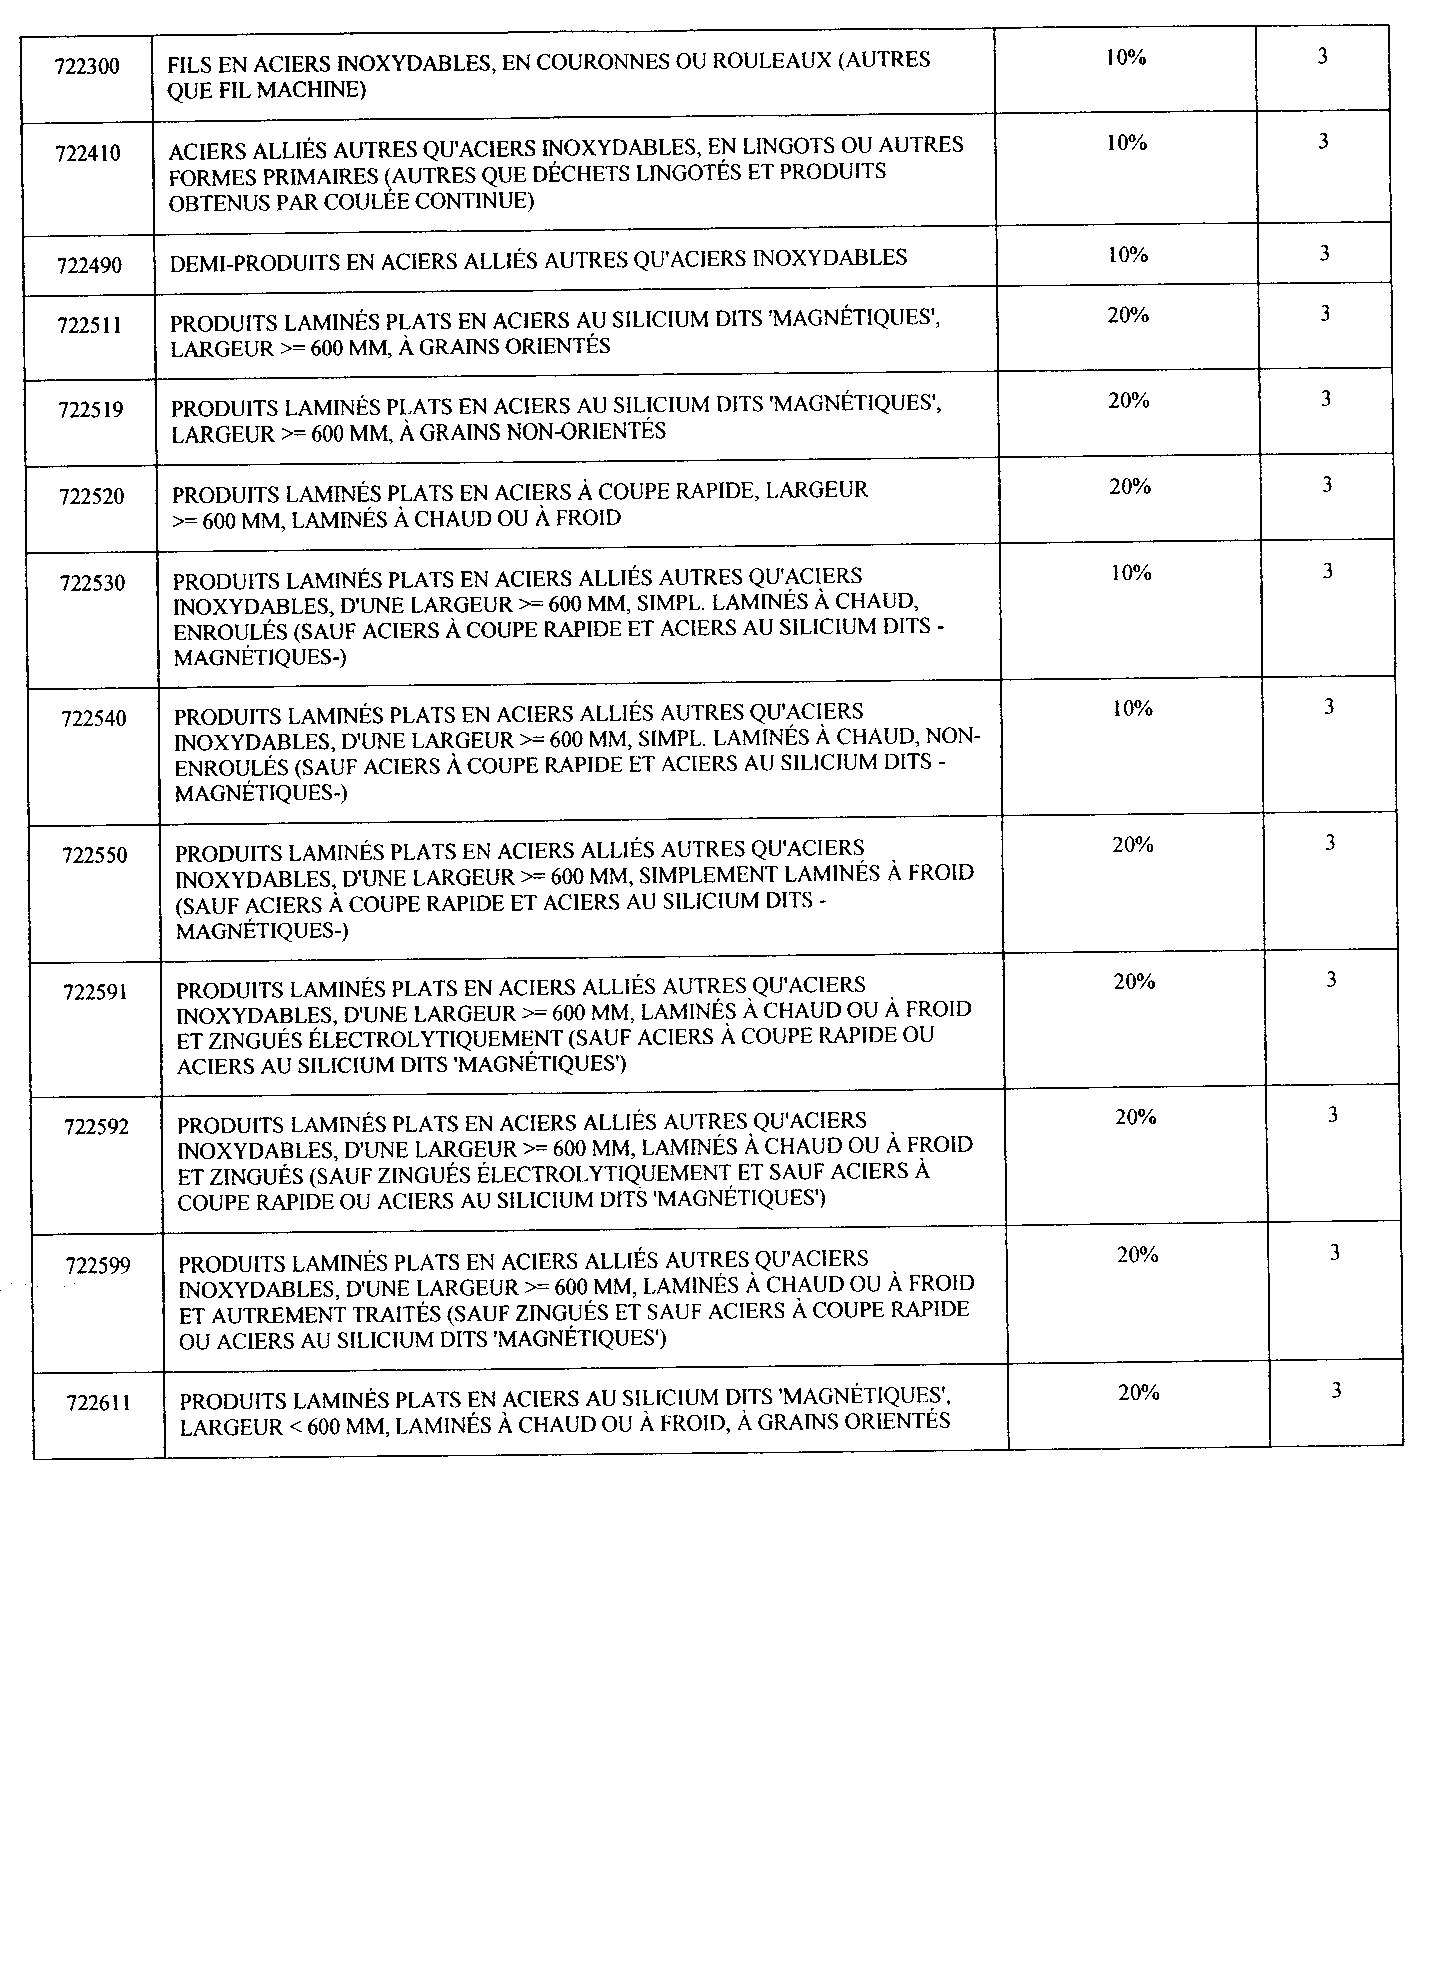 722300 FILS EN ACIERS INOXYDABLES, EN COURONNES OU ROULEAUX (AUTRES 10% 3
QUE FIL MACHINE)
722410 ACIERS ALLIÉS AUTRES QU'ACIERS INOXYDABLES, EN LINGOTS OU AUTRES 10% 3
FORMES PRIMAIRES (AUTRES QUE DÉCHETS LINGOTÉS ET PRODUITS
OBTENUS PAR COULÉE CONTINUE)
722490 DEMI-PRODUITS EN ACIERS ALLIÉS AUTRES QU'ACIERS INOXYDABLES 10% 3
722511 PRODUITS LAMINÉS PLATS EN ACIERS AU SILICIUM DITS 'MAGNÉTIQUES', 20% 3
LARGEUR >= 600 MM, À GRAINS ORIENTÉS
722519 PRODUITS LAMINÉS PLATS EN ACIERS AU SILICIUM DITS 'MAGNÉTIQUES', 20% 3
LARGEUR >= 600 MM, À GRAINS NON-ORIENTÉS
722520 PRODUITS LAMINÉS PLATS EN ACIERS À COUPE RAPIDE, LARGEUR 20% 3
>= 600 MM, LAMINÉS À CHAUD OU À FROID
722530 PRODUITS LAMINÉS PLATS EN ACIERS ALLIÉS AUTRES QU'ACIERS 10% 3
INOXYDABLES, D'UNE LARGEUR >= 600 MM, SIMPL. LAMINÉS À CHAUD,
ENROULÉS (SAUF ACIERS À COUPE RAPIDE ET ACIERS AU SILICIUM DITS -
MAGNÉTIQUES-)
722540 PRODUITS LAMINÉS PLATS EN ACIERS ALLIÉS AUTRES QU'ACIERS 10% 3
INOXYDABLES, D'UNE LARGEUR >= 600 MM, SIMPL. LAMINÉS À CHAUD, NON-
ENROULÉS (SAUF ACIERS À COUPE RAPIDE ET ACIERS AU SILICIUM DITS -
MAGNÉTIQUES-)
722550 PRODUITS LAMINÉS PLATS EN ACIERS ALLIÉS AUTRES QU'ACIERS 20% 3
INOXYDABLES, D'UNE LARGEUR >= 600 MM, SIMPLEMENT LAMINÉS À FROID
(SAUF ACIERS À COUPE RAPIDE ET ACIERS AU SILICIUM DITS -
MAGNÉTIQUES-)
722591 PRODUITS LAMINÉS PLATS EN ACIERS ALLIÉS AUTRES QU'ACIERS 20% 3
INOXYDABLES, D'UNE LARGEUR >= 600 MM, LAMINÉS À CHAUD OU À FROID
ET ZINGUÉS ÉLECTROLYTIQUEMENT (SAUF ACIERS À COUPE RAPIDE OU
ACIERS AU SILICIUM DITS 'MAGNÉTIQUES')
722592 PRODUITS LAMINÉS PLATS EN ACIERS ALLIÉS AUTRES QU'ACIERS 20% 3
INOXYDABLES, D'UNE LARGEUR >= 600 MM, LAMINÉS À CHAUD OU À FROID
ET ZINGUÉS (SAUF ZINGUÉS ÉLECTROLYTIQUEMENT ET SAUF ACIERS À
COUPE RAPIDE OU ACIERS AU SILICIUM DITS 'MAGNÉTIQUES')
722599 PRODUITS LAMINÉS PLATS EN ACIERS ALLIÉS AUTRES QU'ACIERS 20% 3
INOXYDABLES, D'UNE LARGEUR >= 600 MM, LAMINÉS À CHAUD OU À FROID
ET AUTREMENT TRAITÉS (SAUF ZINGUÉS ET SAUF ACIERS À COUPE RAPIDE
OU ACIERS AU SILICIUM DITS 'MAGNÉTIQUES')
722611 PRODUITS LAMINÉS PLATS EN ACIERS AU SILICIUM DITS 'MAGNÉTIQUES', 20% 3
LARGEUR < 600 MM, LAMINÉS À CHAUD OU À FROID, À GRAINS ORIENTÉS